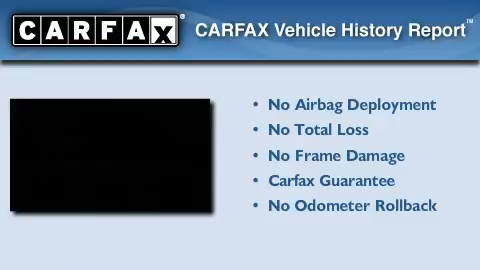 CARFAX® CARFAX Vehicle History Report™
• No Airbag Deployment
• No Total Loss
• No Frame Damage
• Carfax Guarantee
• No Odometer Rollback